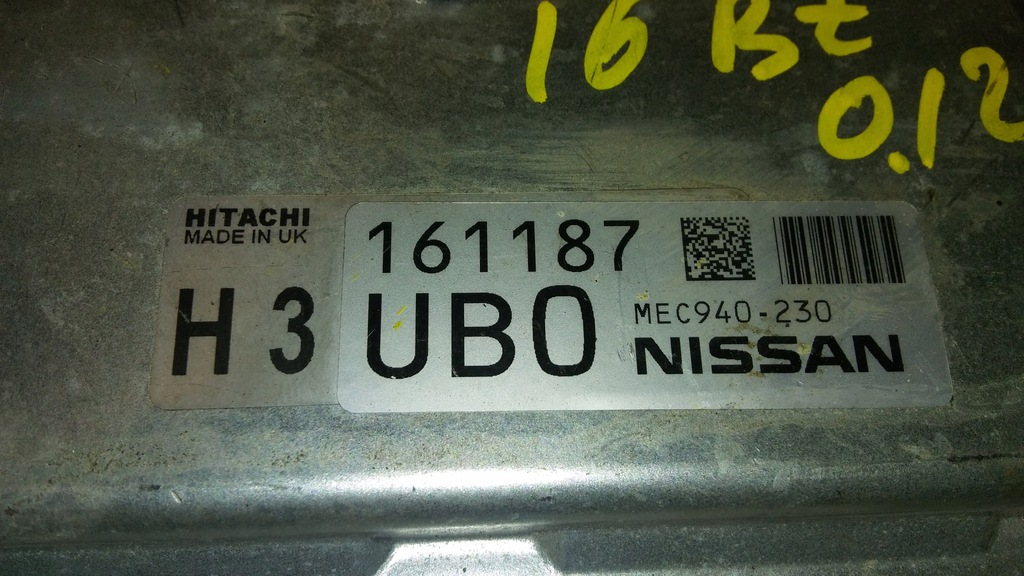 16 Bt
0.12
HITACHI
MADE IN UK
H 3
161187
UB0
MEC940-230
NISSAN